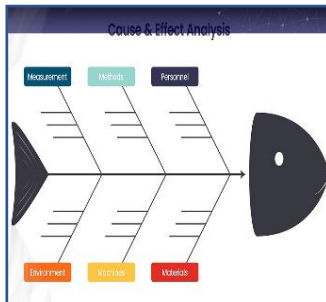 Cause & Effect Analysis
Measurement
Methods
Personnel
Environment
Machines
Materials